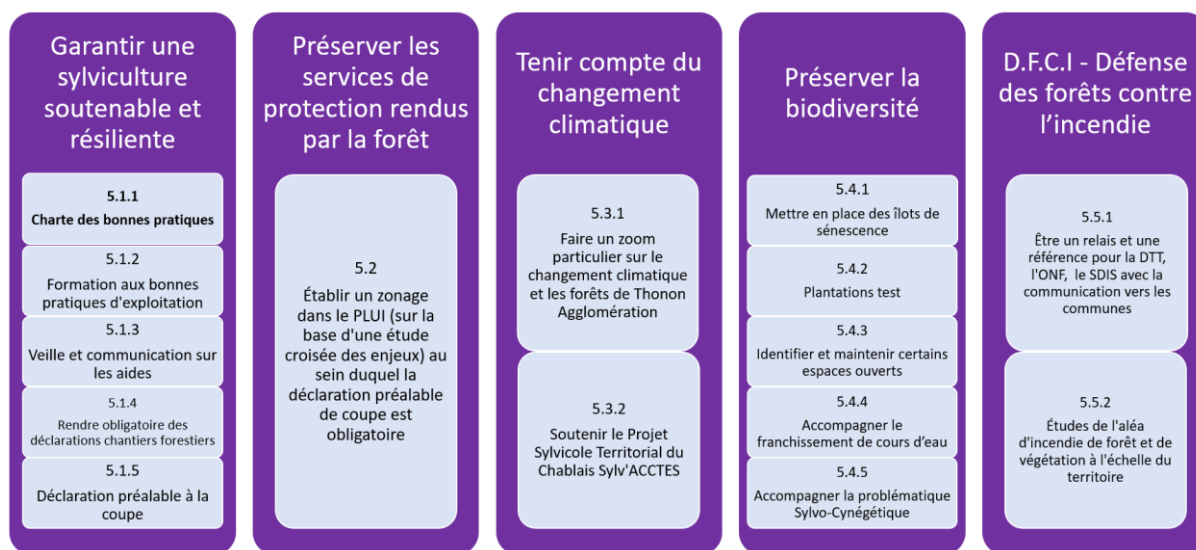 Garantir une
sylviculture
soutenable et
résiliente
5.1.1
Charte des bonnes pratiques
5.1.2
Formation aux bonnes
pratiques d'exploitation
5.1.3
Veille et communication sur
les aides
5.1.4
Rendre obligatoire des
déclarations chantiers forestiers
5.1.5
Déclaration préalable à la
coupe
Préserver les
services de
protection rendus
par la forêt
5.2
Établir un zonage
dans le PLUI (sur la
base d'une étude
croisée des enjeux) au
sein duquel la
déclaration préalable
de coupe est
obligatoire
Tenir compte du
changement
climatique
5.3.1
Faire un zoom
particulier sur le
changement climatique
et les forêts de Thonon
Agglomération
5.3.2
Soutenir le Projet
Sylvicole Territorial du
Chablais Sylv'ACCTES
Préserver la
biodiversité
5.4.1
Mettre en place des îlots de
sénescence
5.4.2
Plantations test
5.4.3
Identifier et maintenir certains
espaces ouverts
5.4.4
Accompagner le
franchissement de cours d’eau
5.4.5
Accompagner la problématique
Sylvo-Cynégétique
D.F.C.I - Défense
des forêts contre
l’incendie
5.5.1
Être un relais et une
référence pour la DTT,
l'ONF, le SDIS avec la
communication vers les
communes
5.5.2
Études de l'aléa
d'incendie de forêt et de
végétation à l'échelle du
territoire